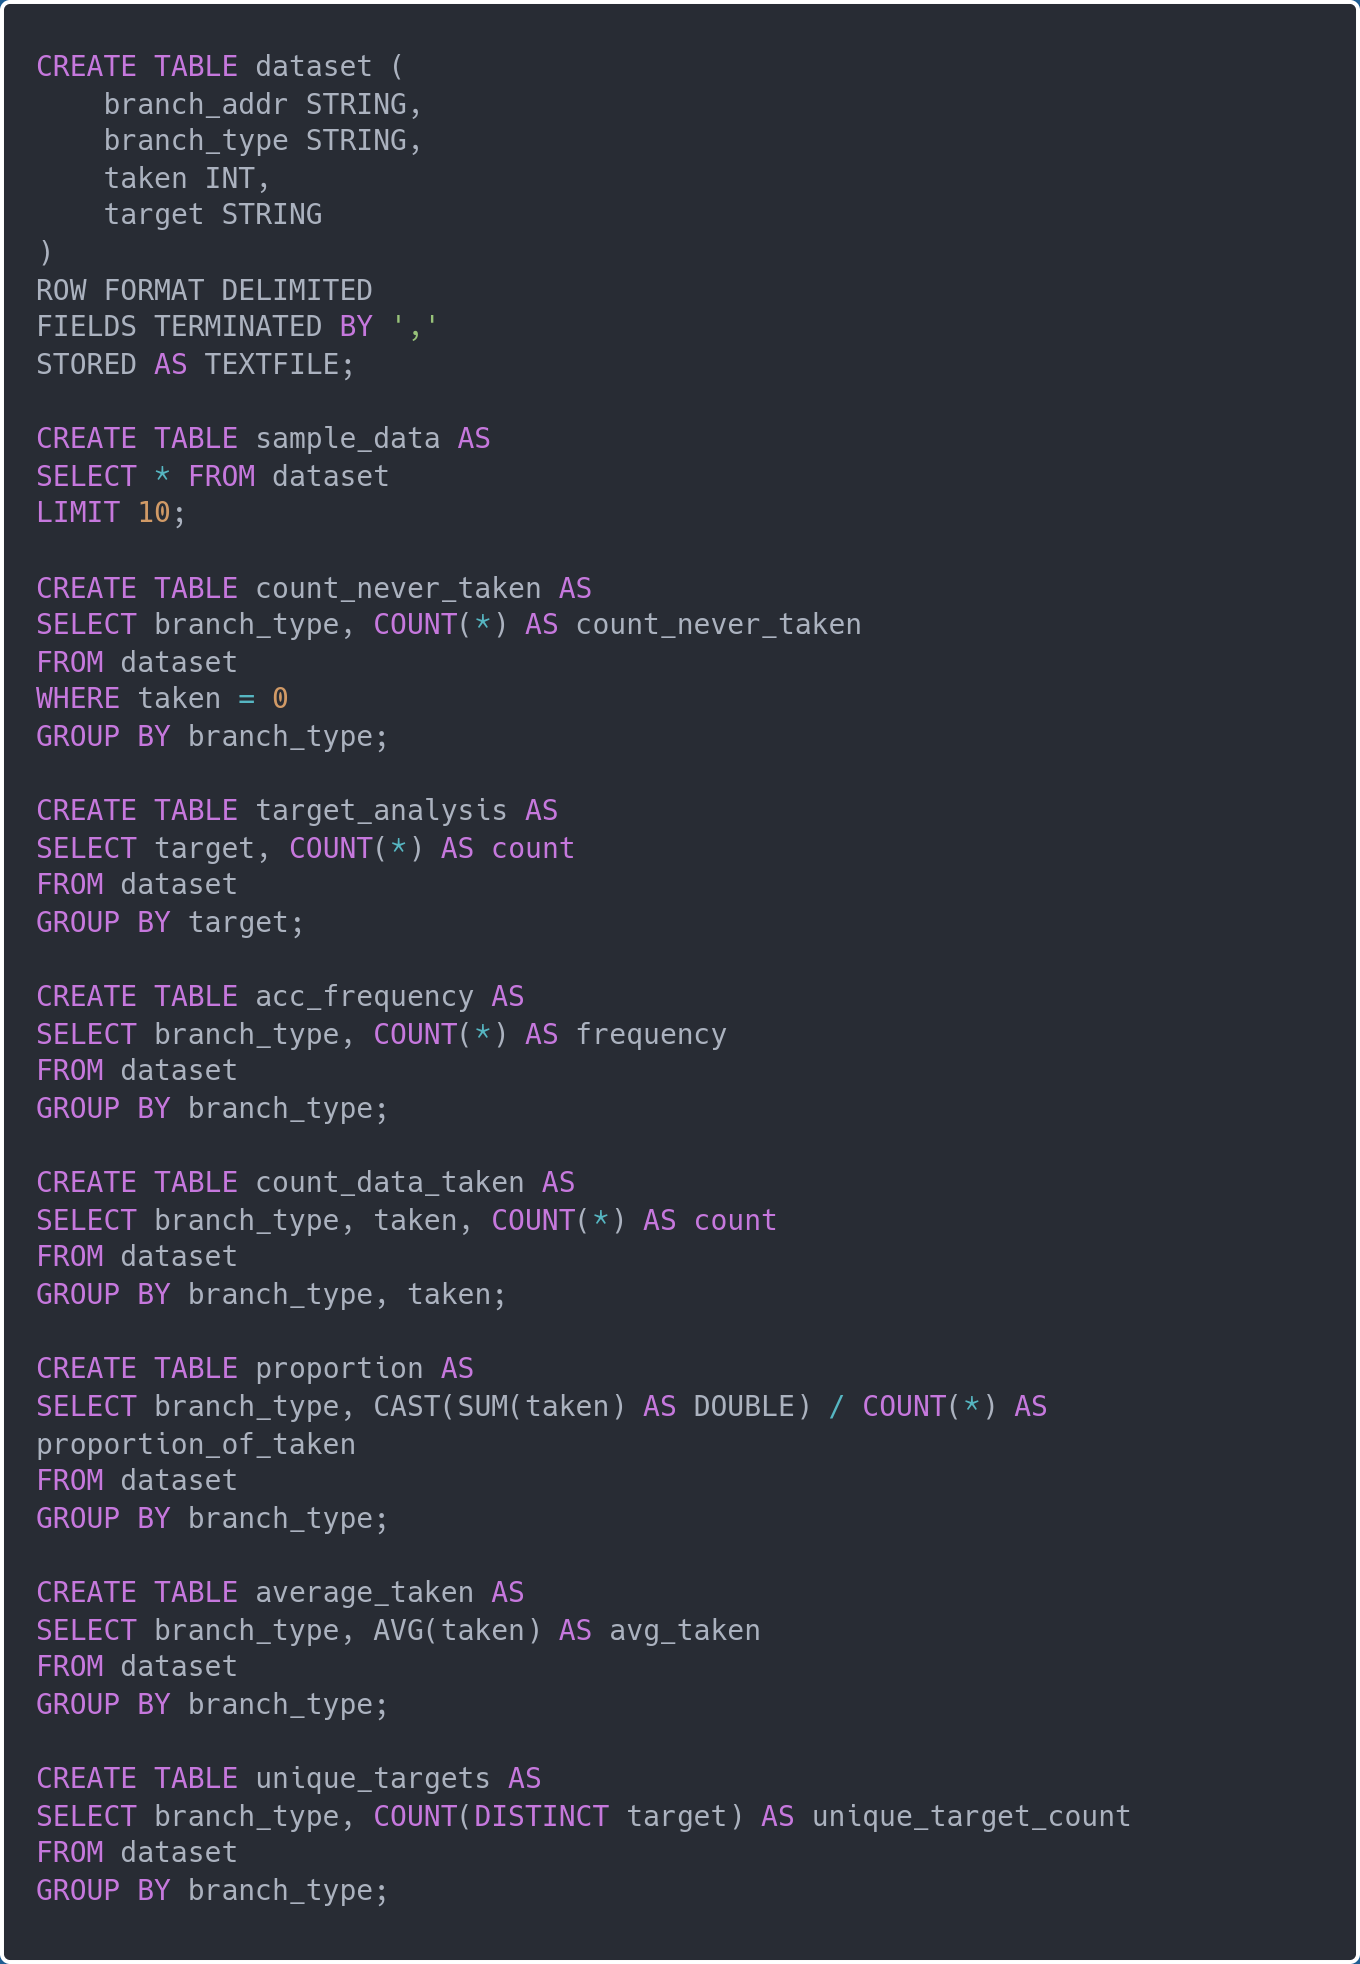 CREATE TABLE dataset (
    branch_addr STRING,
    branch_type STRING,
    taken INT,
    target STRING
)
ROW FORMAT DELIMITED
FIELDS TERMINATED BY ','
STORED AS TEXTFILE;

CREATE TABLE sample_data AS
SELECT * FROM dataset
LIMIT 10;

CREATE TABLE count_never_taken AS
SELECT branch_type, COUNT(*) AS count_never_taken
FROM dataset
WHERE taken = 0
GROUP BY branch_type;

CREATE TABLE target_analysis AS
SELECT target, COUNT(*) AS count
FROM dataset
GROUP BY target;

CREATE TABLE acc_frequency AS
SELECT branch_type, COUNT(*) AS frequency
FROM dataset
GROUP BY branch_type;

CREATE TABLE count_data_taken AS
SELECT branch_type, taken, COUNT(*) AS count
FROM dataset
GROUP BY branch_type, taken;

CREATE TABLE proportion AS
SELECT branch_type, CAST(SUM(taken) AS DOUBLE) / COUNT(*) AS
proportion_of_taken
FROM dataset
GROUP BY branch_type;

CREATE TABLE average_taken AS
SELECT branch_type, AVG(taken) AS avg_taken
FROM dataset
GROUP BY branch_type;

CREATE TABLE unique_targets AS
SELECT branch_type, COUNT(DISTINCT target) AS unique_target_count
FROM dataset
GROUP BY branch_type;